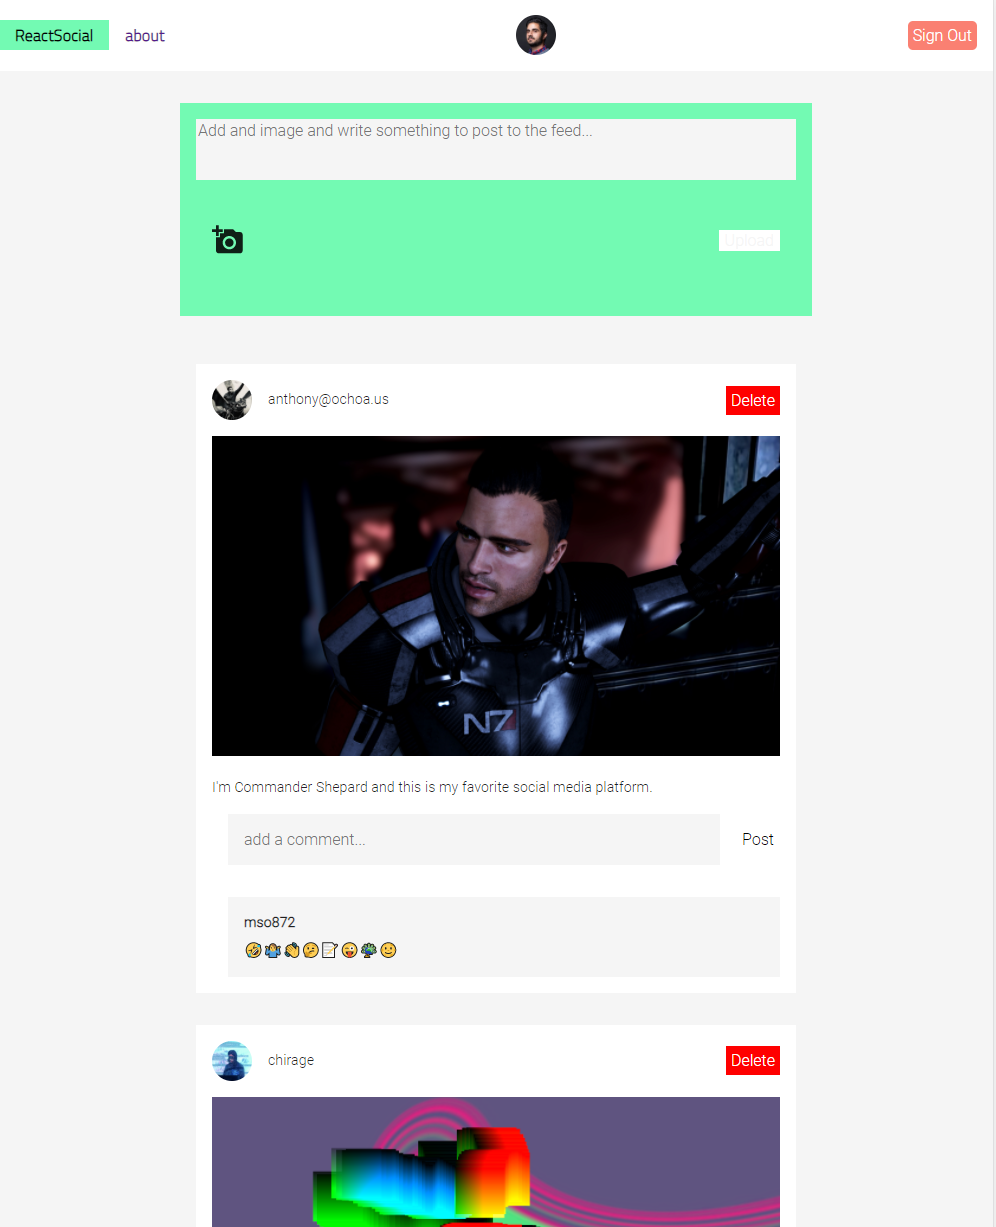 ReactSocial about Sign Out
Add and image and write something to post to the feed...
Upload
anthony@ochoa.us Delete
N7
I'm Commander Shepard and this is my favorite social media platform.
add a comment... Post
mso872
🤣🤷👏🤔📝😜🦚🙂
chirage Delete